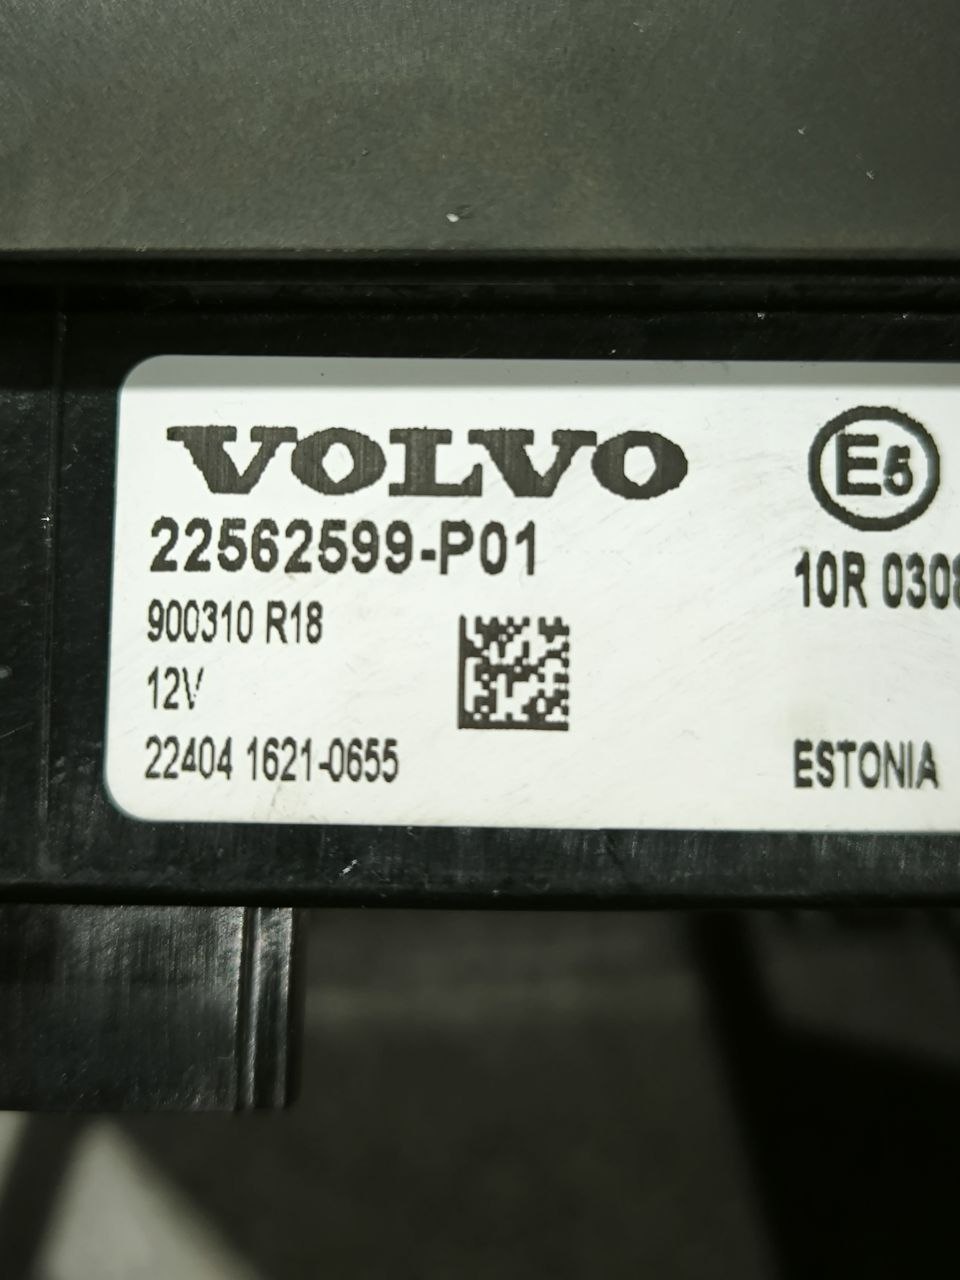 VOLVO
E5
22562599-P01
10R 0308
900310 R18
12V
22404 1621-0655
ESTONIA